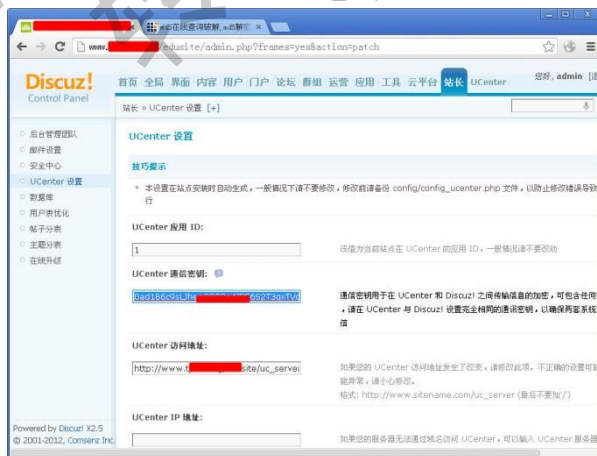 md5在线查询破解,md5解密
www.
/edusite/admin.php?frames=yes&action=patch
Discuz!
Control Panel
首页 全局 界面 内容 用户 门户 论坛 群组 运营 应用 工具 云平台 站长 UCenter
您好, admin [退
站长 » UCenter 设置 [+]
后台管理团队
邮件设置
安全中心
UCenter 设置
数据库
用户表优化
帖子分表
主题分表
在线升级
UCenter 设置
技巧提示
本设置在站点安装时自动生成，一般情况下请不要修改，修改前请备份 config/config_ucenter.php 文件，以防止修改错误导致
行
UCenter 应用 ID:
1
该值为当前站点在 UCenter 的应用 ID，一般情况请不要改动
UCenter 通信密钥:
通信密钥用于在 UCenter 和 Discuz! 之间传输信息的加密，可包含任何
，请在 UCenter 与 Discuz! 设置完全相同的通讯密钥，以确保两套系统
信
UCenter 访问地址:
http://www.t
site/uc_server
如果您的 UCenter 访问地址发生了改变，请修改此项。不正确的设置可能
能异常，请小心修改。
格式: http://www.sitename.com/uc_server (最后不要加'/')
UCenter IP 地址:
如果您的服务器无法通过域名访问 UCenter，可以输入 UCenter 服务器
Powered by Discuz! X2.5
© 2001-2012, Comsenz Inc.